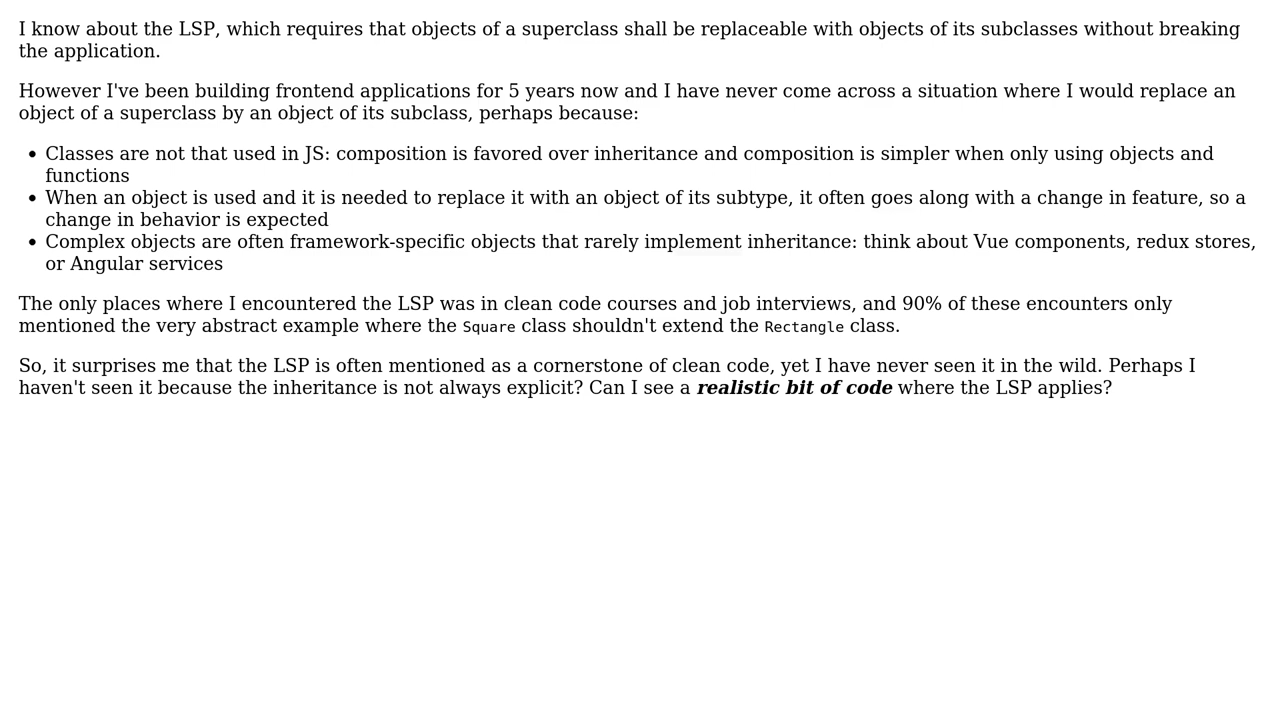 I know about the LSP, which requires that objects of a superclass shall be replaceable with objects of its subclasses without breaking
the application.
However I've been building frontend applications for 5 years now and I have never come across a situation where I would replace an
object of a superclass by an object of its subclass, perhaps because:
• Classes are not that used in JS: composition is favored over inheritance and composition is simpler when only using objects and
functions
• When an object is used and it is needed to replace it with an object of its subtype, it often goes along with a change in feature, so a
change in behavior is expected
• Complex objects are often framework-specific objects that rarely implement inheritance: think about Vue components, redux stores,
or Angular services
The only places where I encountered the LSP was in clean code courses and job interviews, and 90% of these encounters only
mentioned the very abstract example where the Square class shouldn't extend the Rectangle class.
So, it surprises me that the LSP is often mentioned as a cornerstone of clean code, yet I have never seen it in the wild. Perhaps I
haven't seen it because the inheritance is not always explicit? Can I see a realistic bit of code where the LSP applies?